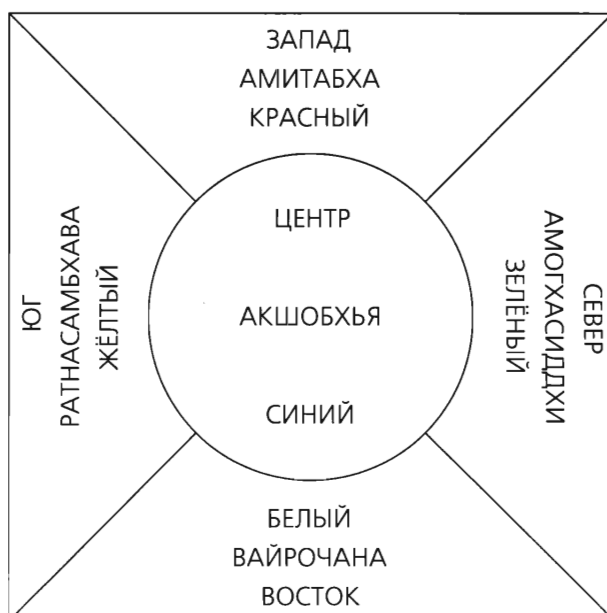 ЗАПАД
АМИТАБХА
КРАСНЫЙ
ЮГ
РАТНАСАМБХАВА
ЖЁЛТЫЙ
ЦЕНТР
АКШОБХЬЯ
СИНИЙ
СЕВЕР
АМОГХАСИДДХИ
ЗЕЛЁНЫЙ
БЕЛЫЙ
ВАЙРОЧАНА
ВОСТОК